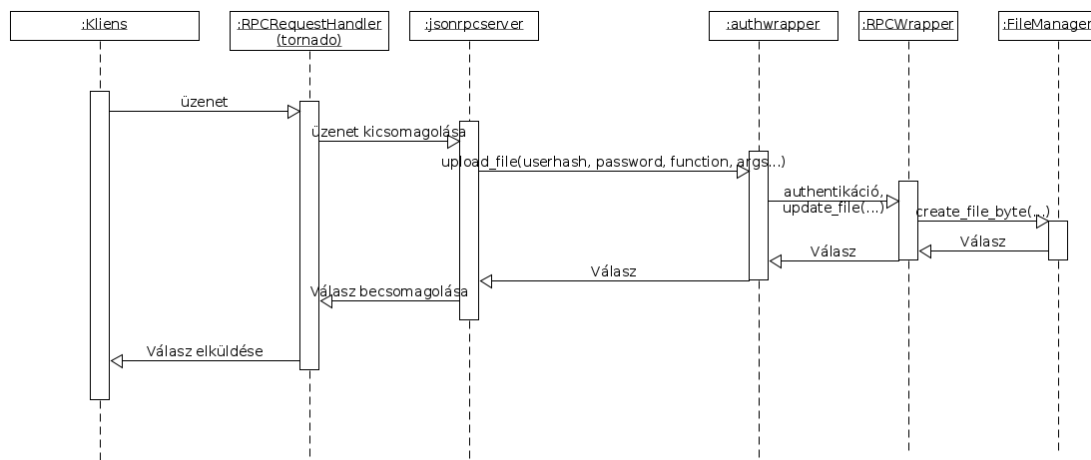 :Kliens
:RPCRequestHandler
(tornado)
:jsonrpcserver
:authwrapper
:RPCWrapper
:FileManager
üzenet
üzenet kicsomagolása
upload_file(userhash, password, function, args...)
authentikáció,
update_file(...)
create_file_byte(...)
Válasz
Válasz
Válasz
Válasz becsomagolása
Válasz elküldése